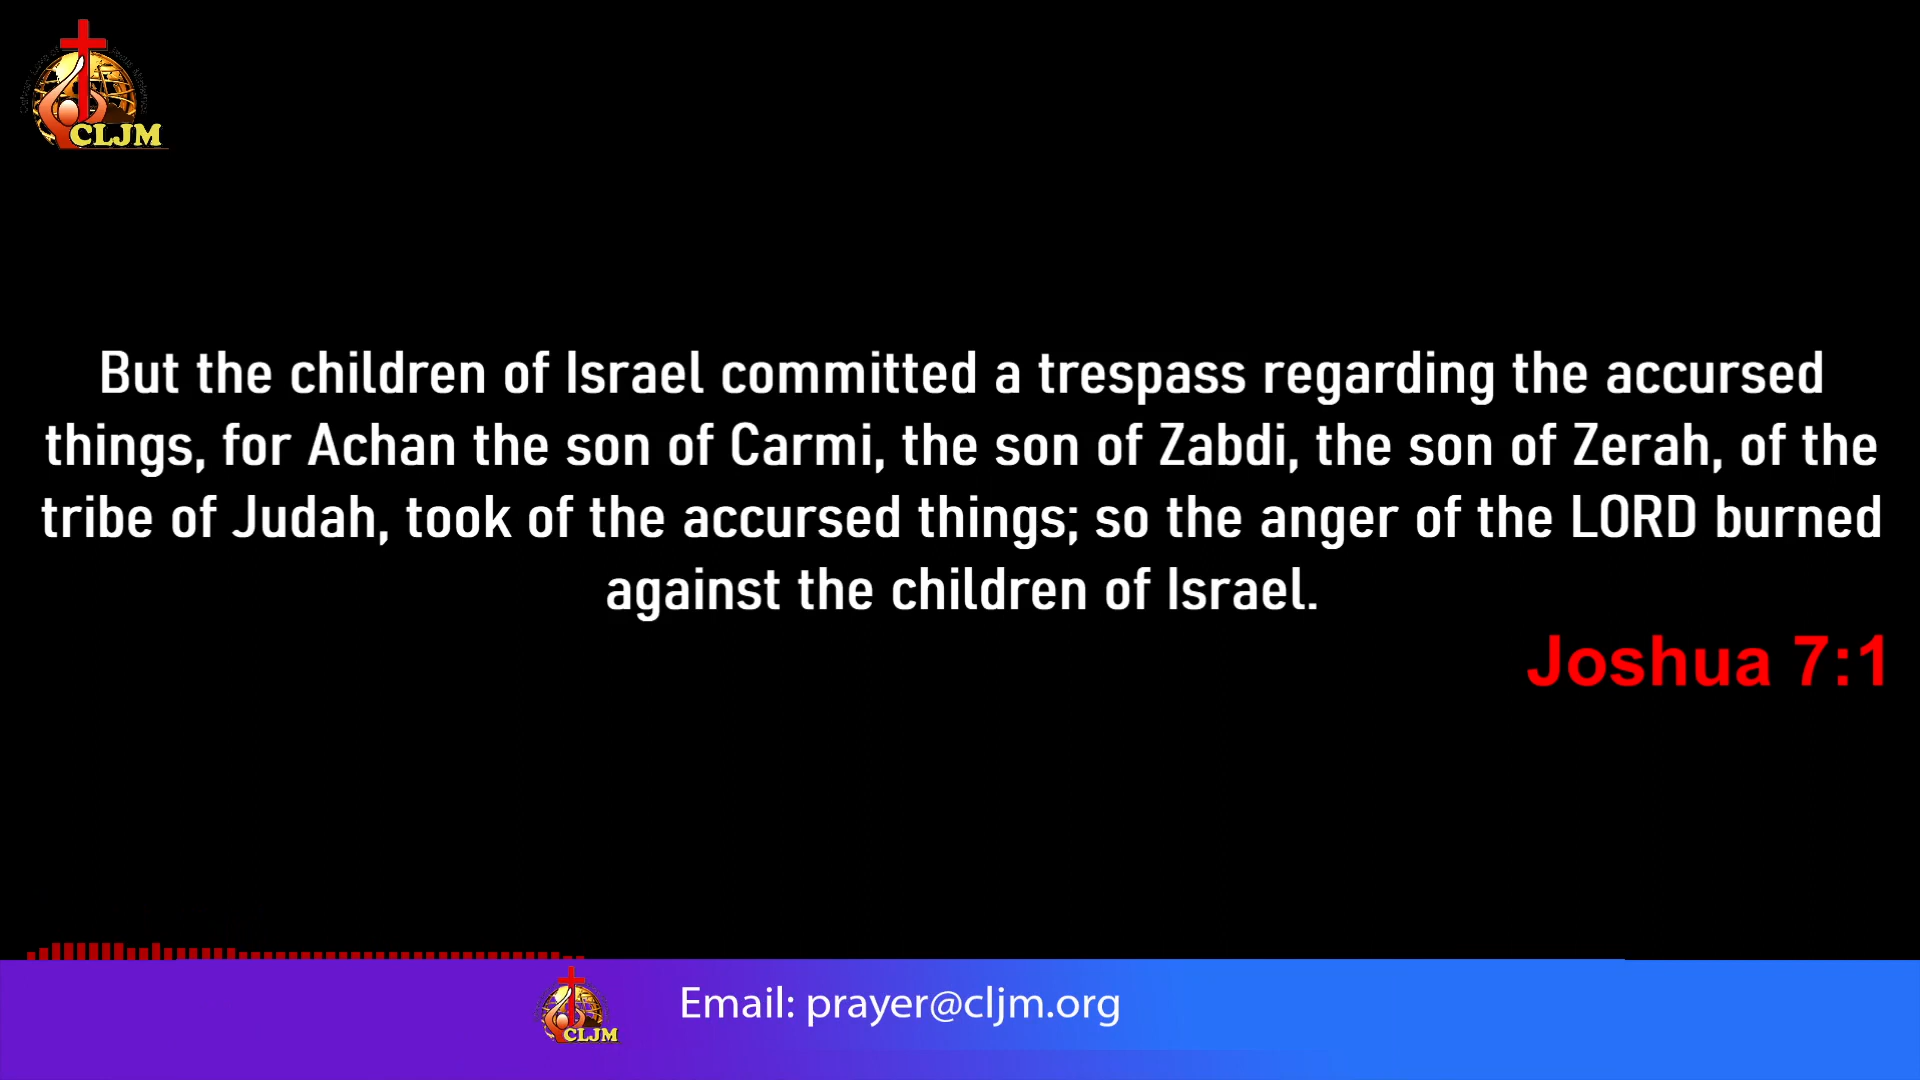 CLJM
But the children of Israel committed a trespass regarding the accursed
things, for Achan the son of Carmi, the son of Zabdi, the son of Zerah, of the
tribe of Judah, took of the accursed things; so the anger of the LORD burned
against the children of Israel.
Joshua 7:1
CLJM
Email: prayer@cljm.org